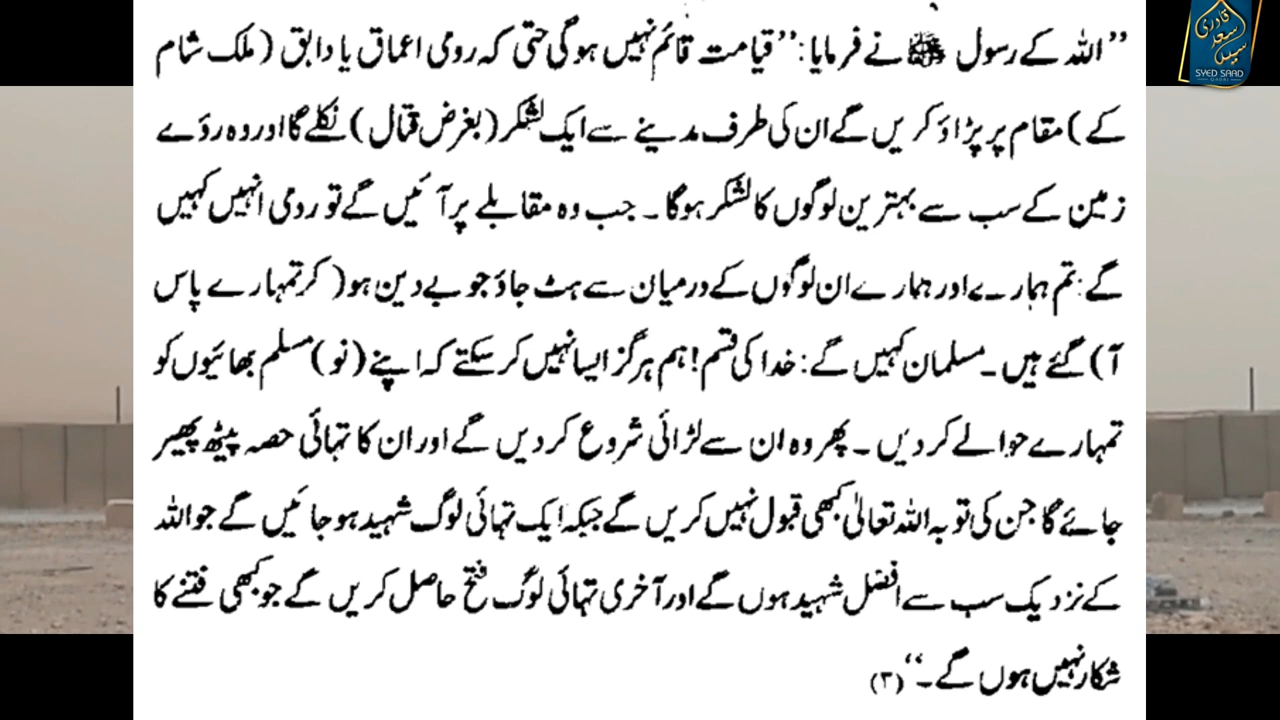 ”اللہ کے رسول ﷺ نے فرمایا: ”قیامت قائم نہیں ہوگی حتی کہ رومی اعماق یا دابق (ملک شام
کے) مقام پر پڑاؤ کریں گے ان کی طرف مدینے سے ایک لشکر (بغرض قتال) نکلے گا اور وہ روئے
زمین کے سب سے بہترین لوگوں کا لشکر ہوگا۔ جب وہ مقابلے پر آئیں گے تو رومی انہیں کہیں
گے: تم ہمارے اور ہمارے ان لوگوں کے درمیان سے ہٹ جاؤ جو بے دین ہو (کر تمہارے پاس
آ) گئے ہیں۔ مسلمان کہیں گے: خدا کی قسم! ہم ہرگز ایسا نہیں کر سکتے کہ اپنے (نو) مسلم بھائیوں کو
تمہارے حوالے کر دیں۔ پھر وہ ان سے لڑائی شروع کر دیں گے اور ان کا تہائی حصہ پیٹھ پھیر
جائے گا جن کی توبہ اللہ تعالیٰ کبھی قبول نہیں کریں گے جبکہ ایک تہائی لوگ شہید ہو جائیں گے جو اللہ
کے نزدیک سب سے افضل شہید ہوں گے اور آخری تہائی لوگ فتح حاصل کریں گے جو کبھی فتنے کا
شکار نہیں ہوں گے۔“ (۳)
سید سعد قادری
SYED SAAD
QADRI